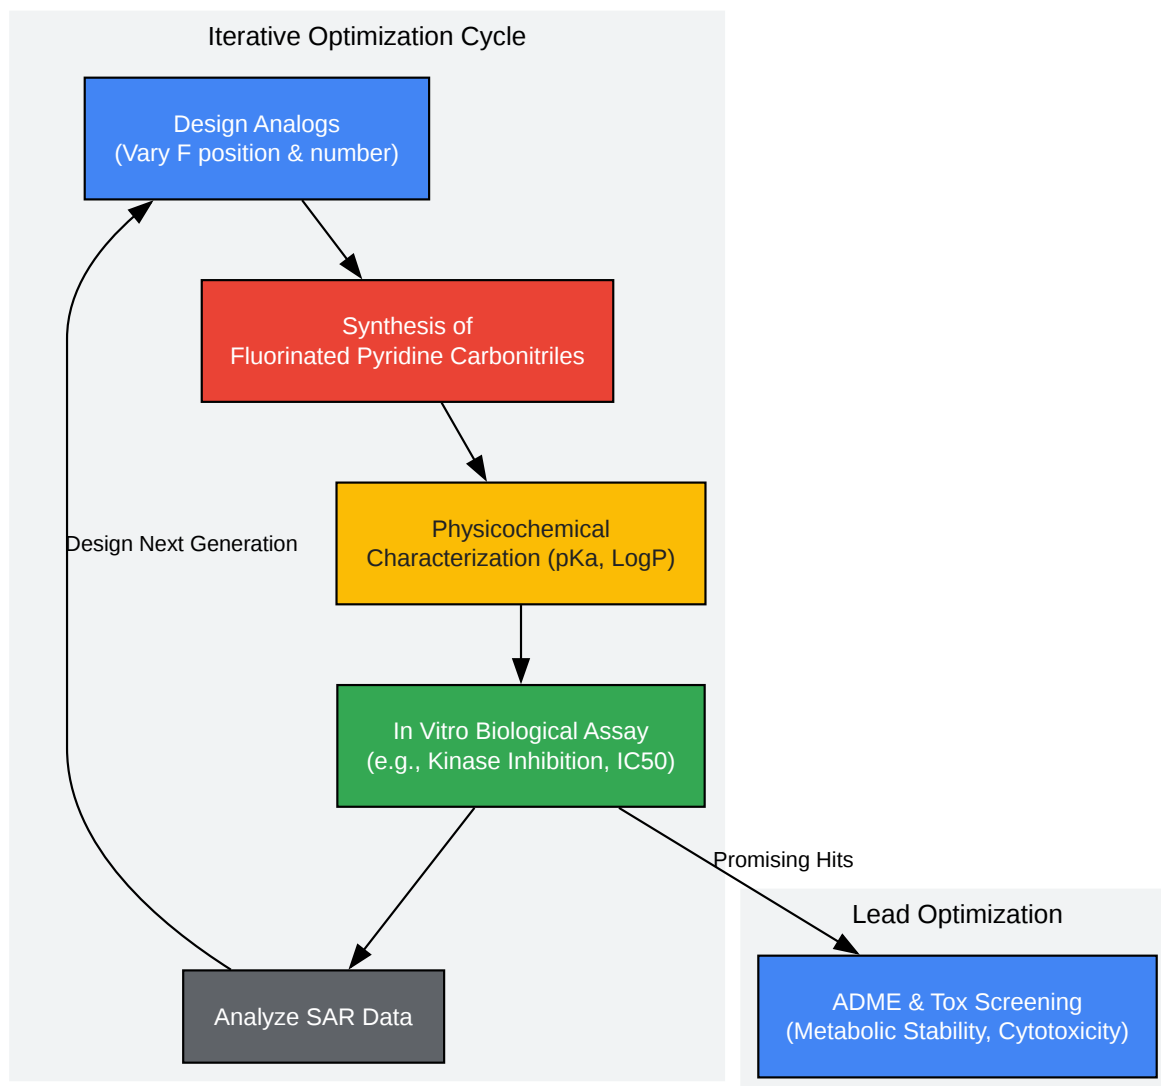 Iterative Optimization Cycle
Design Analogs
(Vary F position & number)
Synthesis of
Fluorinated Pyridine Carbonitriles
Physicochemical
Characterization (pKa, LogP)
Design Next Generation
In Vitro Biological Assay
(e.g., Kinase Inhibition, IC50)
Promising Hits
Lead Optimization
ADME & Tox Screening
(Metabolic Stability, Cytotoxicity)
Analyze SAR Data